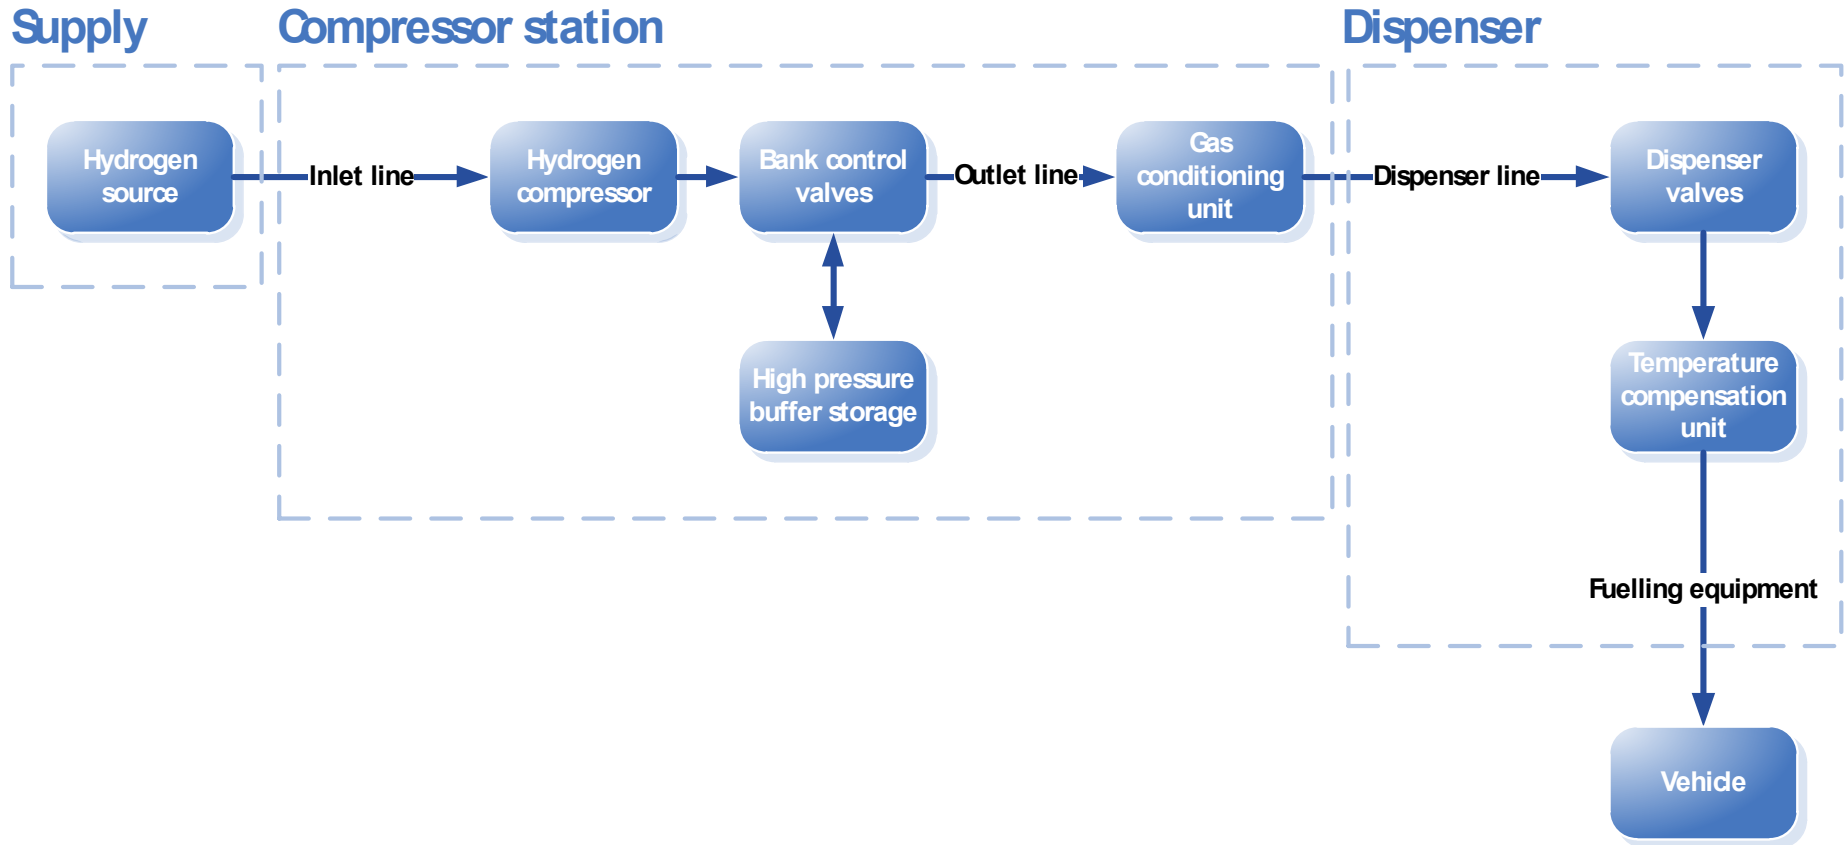 Supply
Compressor station
Dispenser
Hydrogen
source
Inlet line
Hydrogen
compressor
Bank control
valves
Outlet line
Gas
conditioning
unit
Dispenser line
Dispenser
valves
High pressure
buffer storage
Temperature
compensation
unit
Fuelling equipment
Vehicle